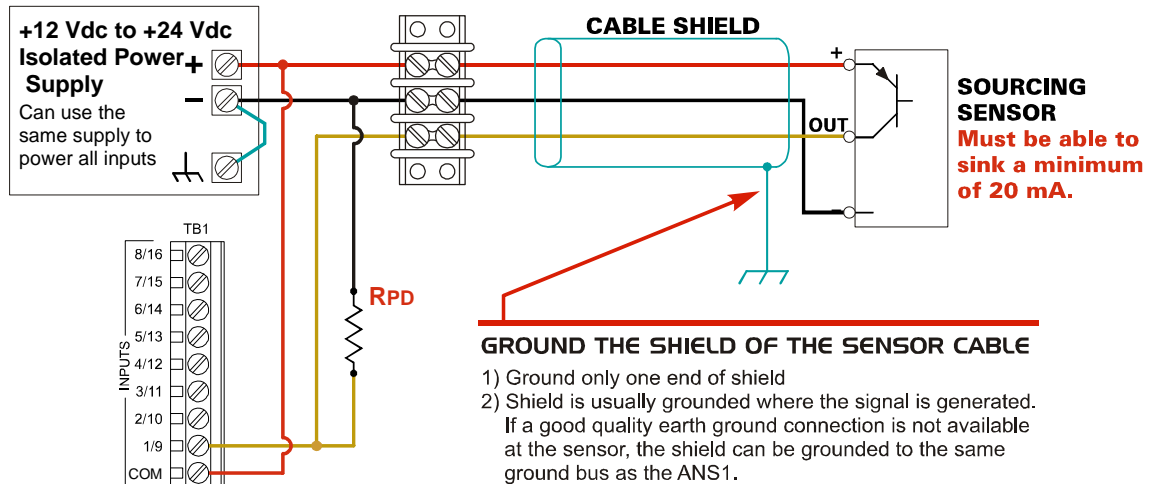 +12 Vdc to +24 Vdc
Isolated Power
Supply
Can use the
same supply to
power all inputs
+
−
CABLE SHIELD
+
OUT
−
SOURCING
SENSOR
Must be able to
sink a minimum
of 20 mA.
TB1
INPUTS
8/16
7/15
6/14
5/13
4/12
3/11
2/10
1/9
COM
RPD
GROUND THE SHIELD OF THE SENSOR CABLE
1) Ground only one end of shield
2) Shield is usually grounded where the signal is generated.
If a good quality earth ground connection is not available
at the sensor, the shield can be grounded to the same
ground bus as the ANS1.